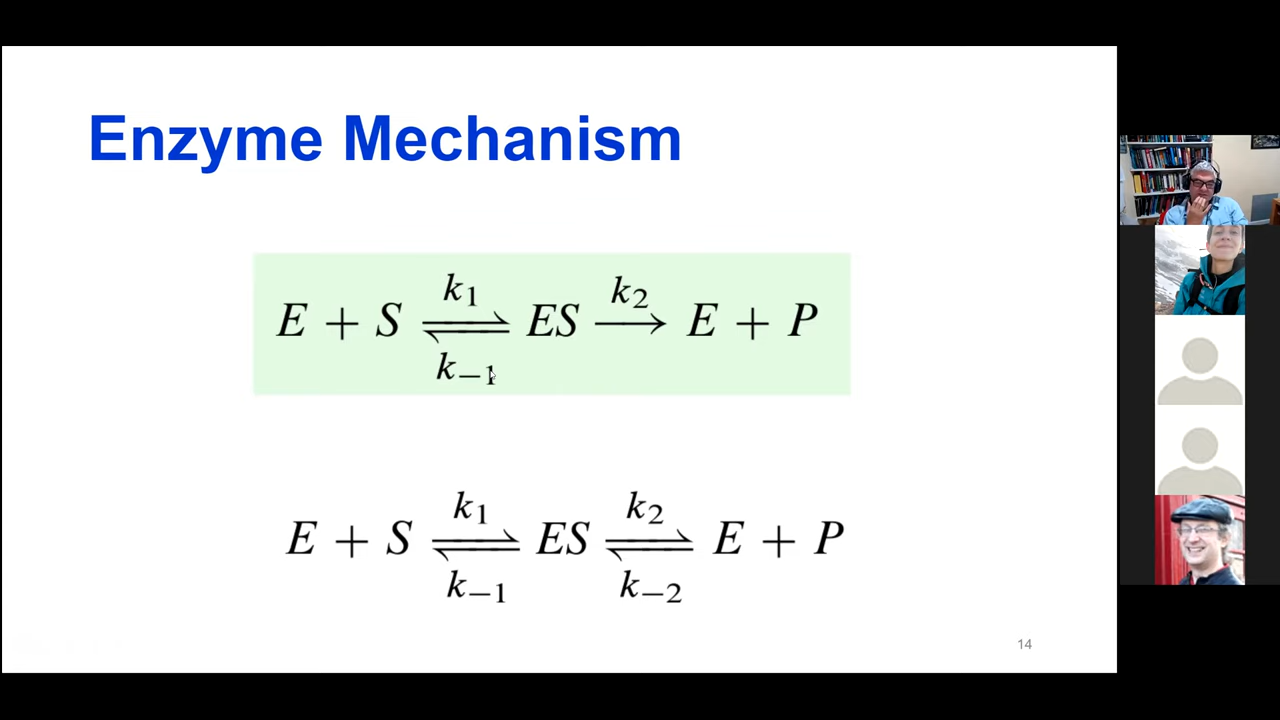 Enzyme Mechanism
E + S ⇌ ES ⟶ E + P
k₁
k₂
k₋₁
E + S ⇌ ES ⇌ E + P
k₁
k₂
k₋₁
k₋₂
14